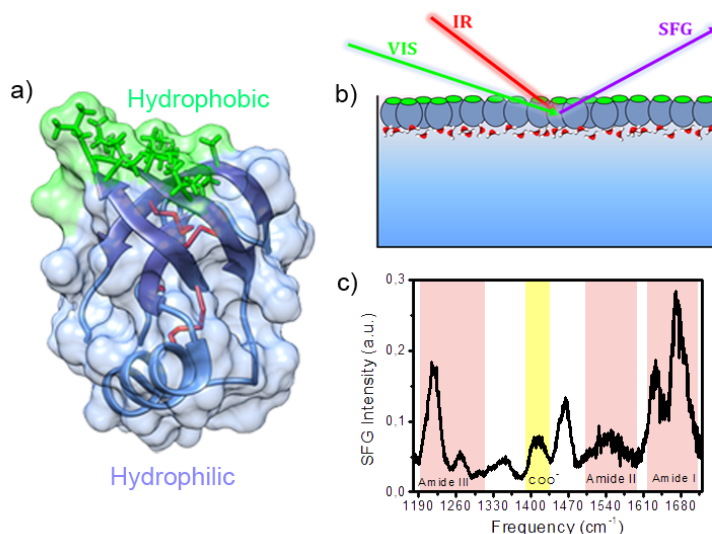 a)
Hydrophobic
Hydrophilic
b)
VIS
IR
SFG
c)
SFG Intensity (a.u.)
0,3
0,2
0,1
0,0
Amide III
COO⁻
Amide II
Amide I
1190 1260 1330 1400 1470 1540 1610 1680
Frequency (cm⁻¹)